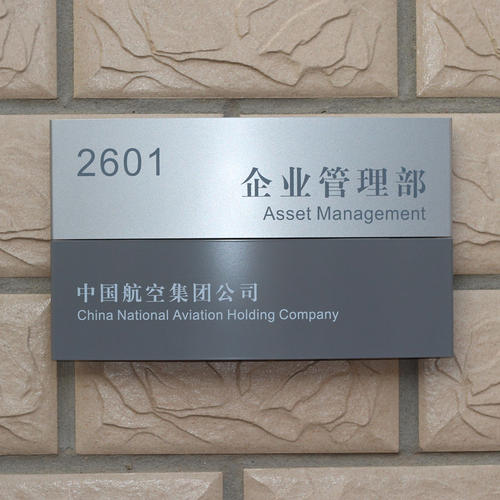 2601
企业管理部
Asset Management
中国航空集团公司
China National Aviation Holding Company